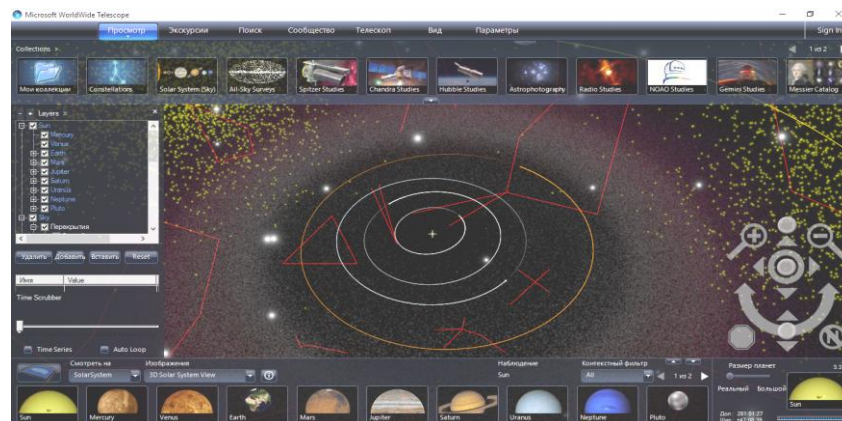 Microsoft WorldWide Telescope
Просмотр Экскурсии Поиск Сообщество Телескоп Вид Параметры Sign In
Collections >
1 из 2
Мои коллекции Constellations Solar System (Sky) All-Sky Surveys Spitzer Studies Chandra Studies Hubble Studies Astrophotography Radio Studies NOAO Studies Gemini Studies Messier Catalog
Layers
Sun
Mercury
Venus
Earth
Mars
Jupiter
Saturn
Uranus
Neptune
Pluto
Sky
Перекрытия
Удалить Добавить Вставить Reset
Имя Value
Time Scrubber
Time Series Auto Loop
Смотреть на Изображения Наблюдение Контекстный фильтр Размер планет
SolarSystem 3D Solar System View Sun All 1 из 2
Реальный Большой
Sun Mercury Venus Earth Mars Jupiter Saturn Uranus Neptune Pluto Sun
N